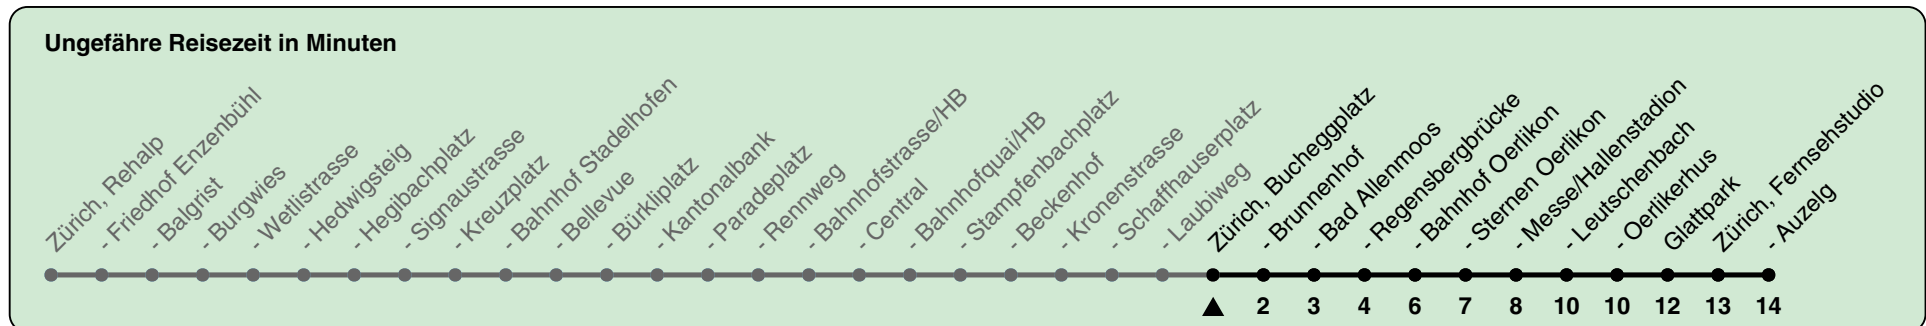 Ungefähre Reisezeit in Minuten
Zürich, Rehalp
- Friedhof Enzenbühl
- Balgrist
- Burgwies
- Wetlistrasse
- Hedwigsteig
- Hegibachplatz
- Signaustrasse
- Kreuzplatz
- Bahnhof Stadelhofen
- Bellevue
- Bürkliplatz
- Kantonalbank
- Paradeplatz
- Rennweg
- Bahnhofstrasse/HB
- Central
- Bahnhofquai/HB
- Stampfenbachplatz
- Beckenhof
- Kronenstrasse
- Schaffhauserplatz
- Laubiweg
Zürich, Bucheggplatz
- Brunnenhof
- Bad Allenmoos
- Regensbergbrücke
- Bahnhof Oerlikon
- Sternen Oerlikon
- Messe/Hallenstadion
- Leutschenbach
- Oerlikerhus
Glattpark
Zürich, Fernsehstudio
- Auzelg
2 3 4 6 7 8 10 10 12 13 14